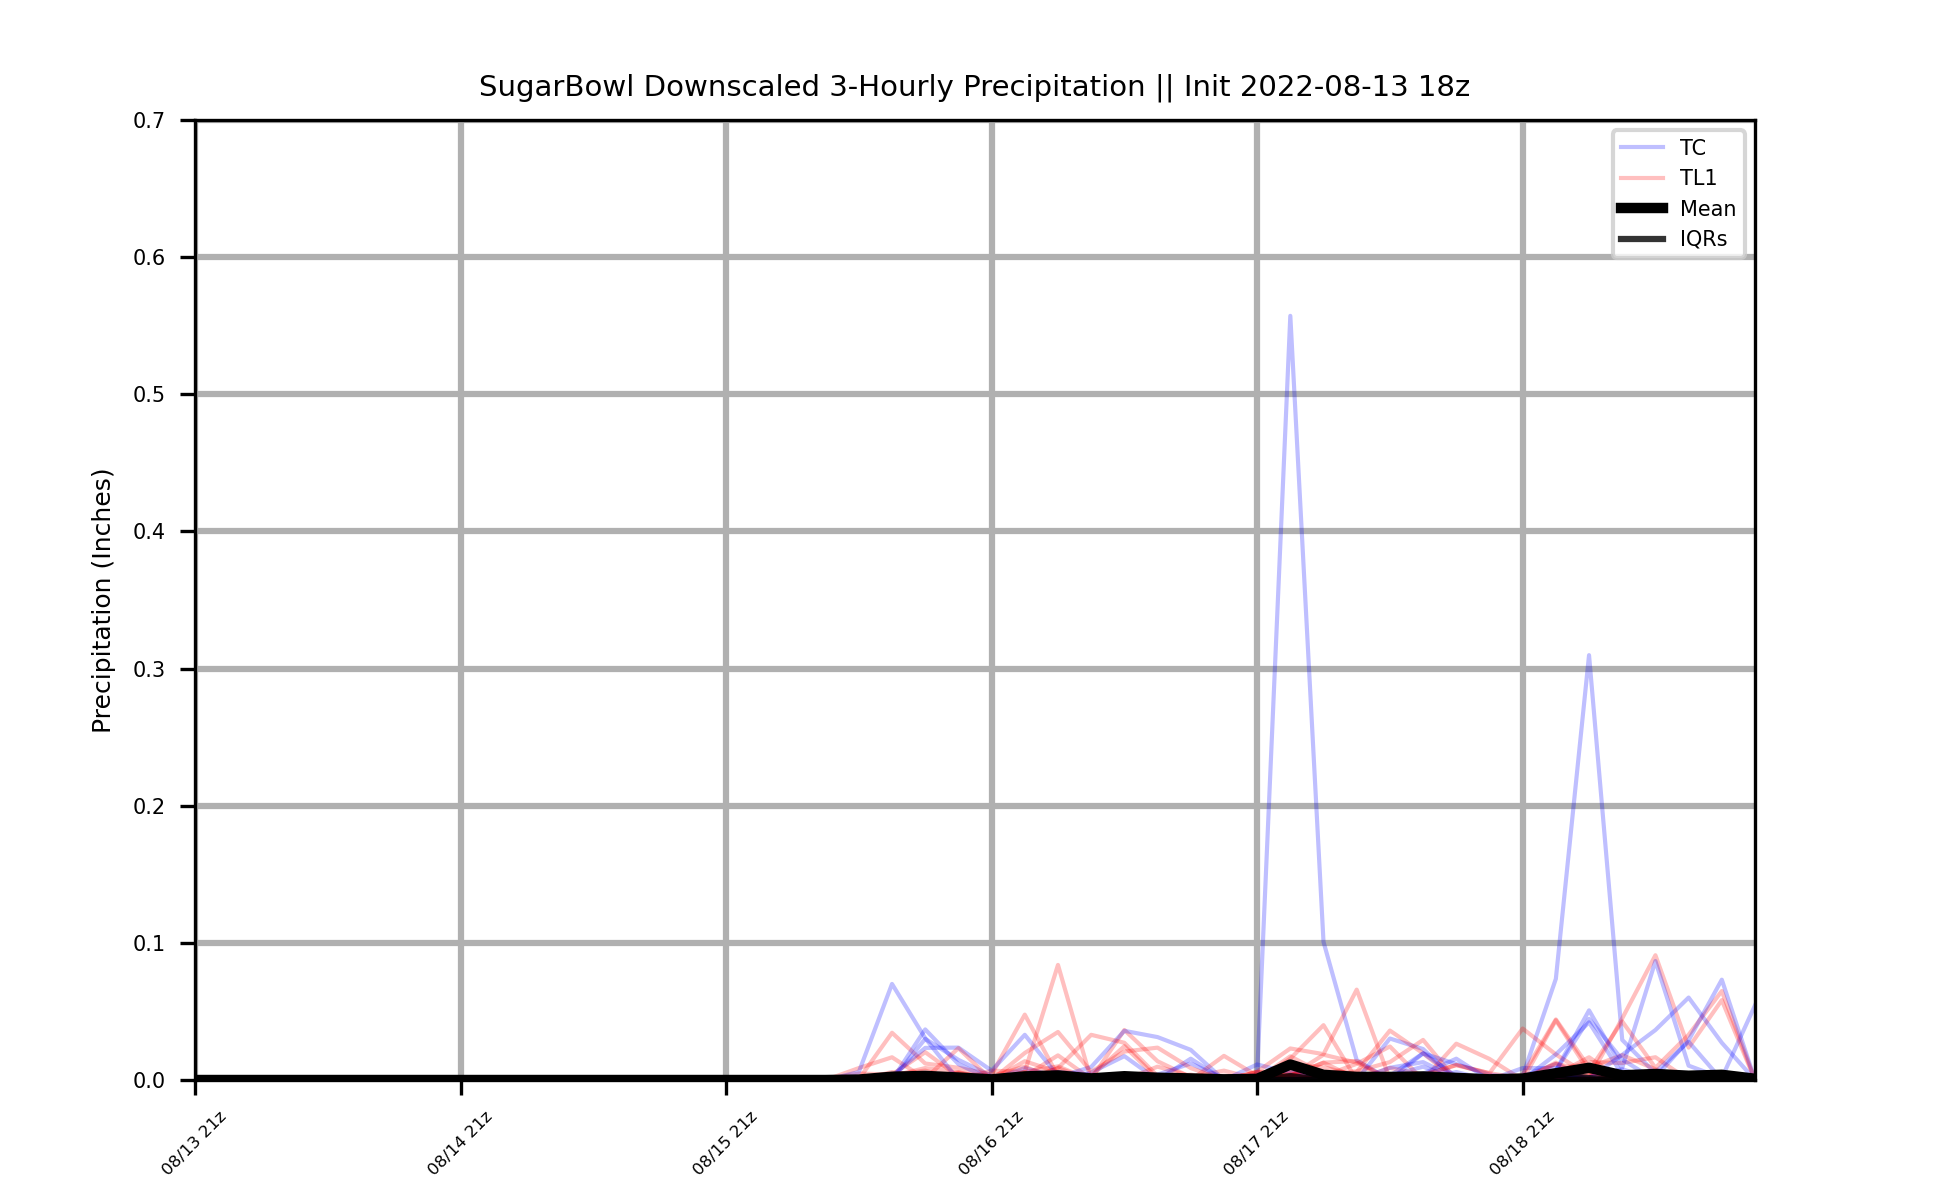 SugarBowl Downscaled 3-Hourly Precipitation || Init 2022-08-13 18z
Precipitation (Inches)
0.7
0.6
0.5
0.4
0.3
0.2
0.1
0.0
TC
TL1
Mean
IQRs
08/13 21z
08/14 21z
08/15 21z
08/16 21z
08/17 21z
08/18 21z